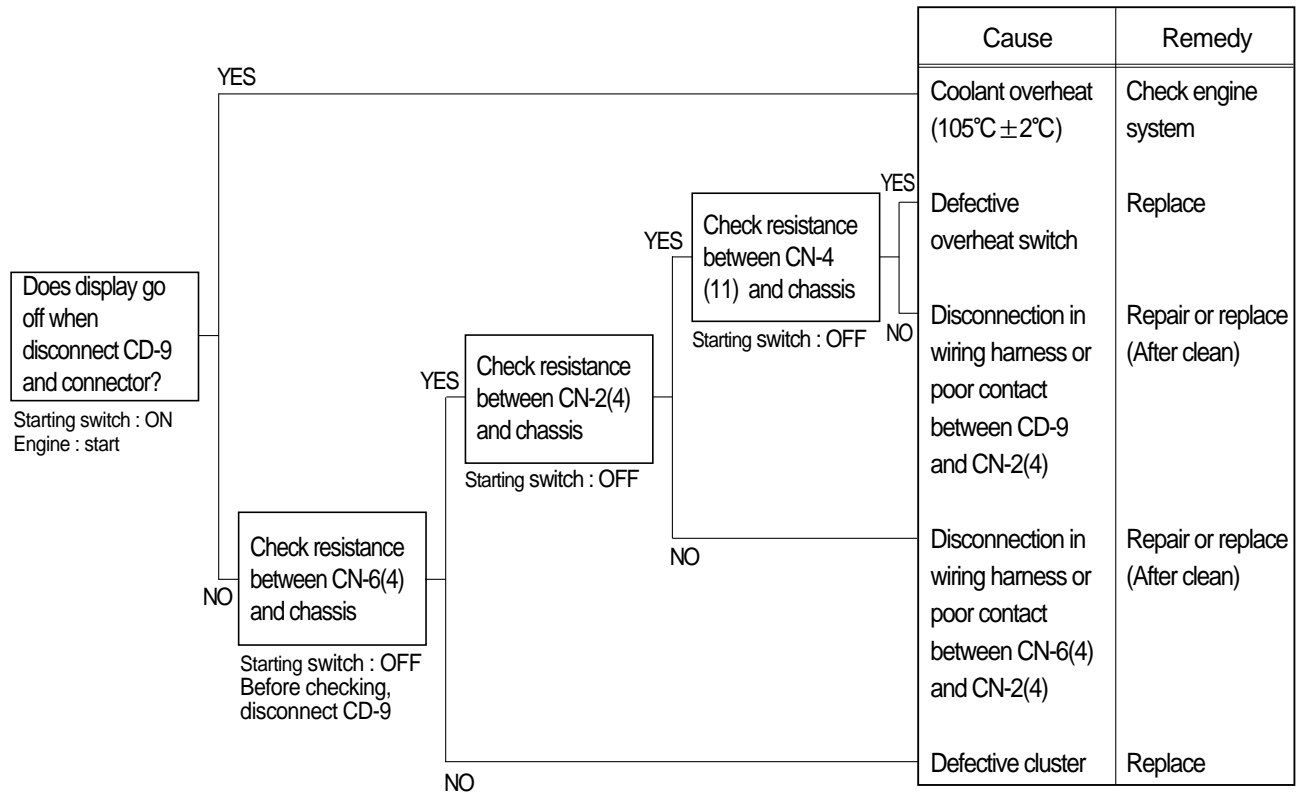 Cause
Remedy
YES
Coolant overheat
(105℃±2℃)
Check engine
system
YES
Defective
overheat switch
Replace
YES
Check resistance
between CN-4
(11) and chassis
Starting switch : OFF
NO
Disconnection in
wiring harness or
poor contact
between CD-9
and CN-2(4)
Repair or replace
(After clean)
Does display go
off when
disconnect CD-9
and connector?
Starting switch : ON
Engine : start
YES
Check resistance
between CN-2(4)
and chassis
Starting switch : OFF
NO
Disconnection in
wiring harness or
poor contact
between CN-6(4)
and CN-2(4)
Repair or replace
(After clean)
NO
Check resistance
between CN-6(4)
and chassis
Starting switch : OFF
Before checking,
disconnect CD-9
NO
Defective cluster
Replace